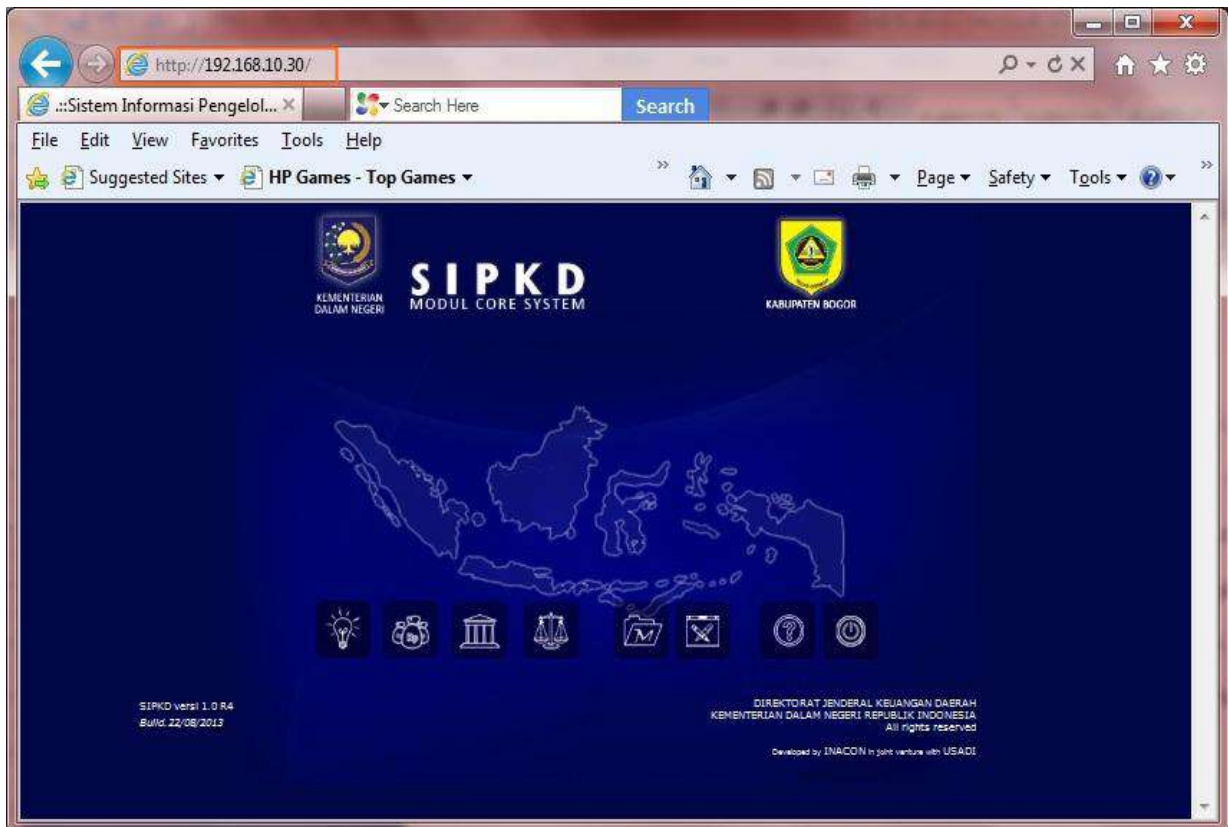 http://192.168.10.30/
.::Sistem Informasi Pengelol...
Search Here
Search
File Edit View Favorites Tools Help
Suggested Sites
HP Games - Top Games
Page Safety Tools
KEMENTERIAN
DALAM NEGERI
SIPKD
MODUL CORE SYSTEM
KABUPATEN BOGOR
SIPKD versi 1.0 R4
Build. 22/08/2013
DIREKTORAT JENDERAL KEUANGAN DAERAH
KEMENTERIAN DALAM NEGERI REPUBLIK INDONESIA
All rights reserved
Developed by INACON in joint venture with USADI